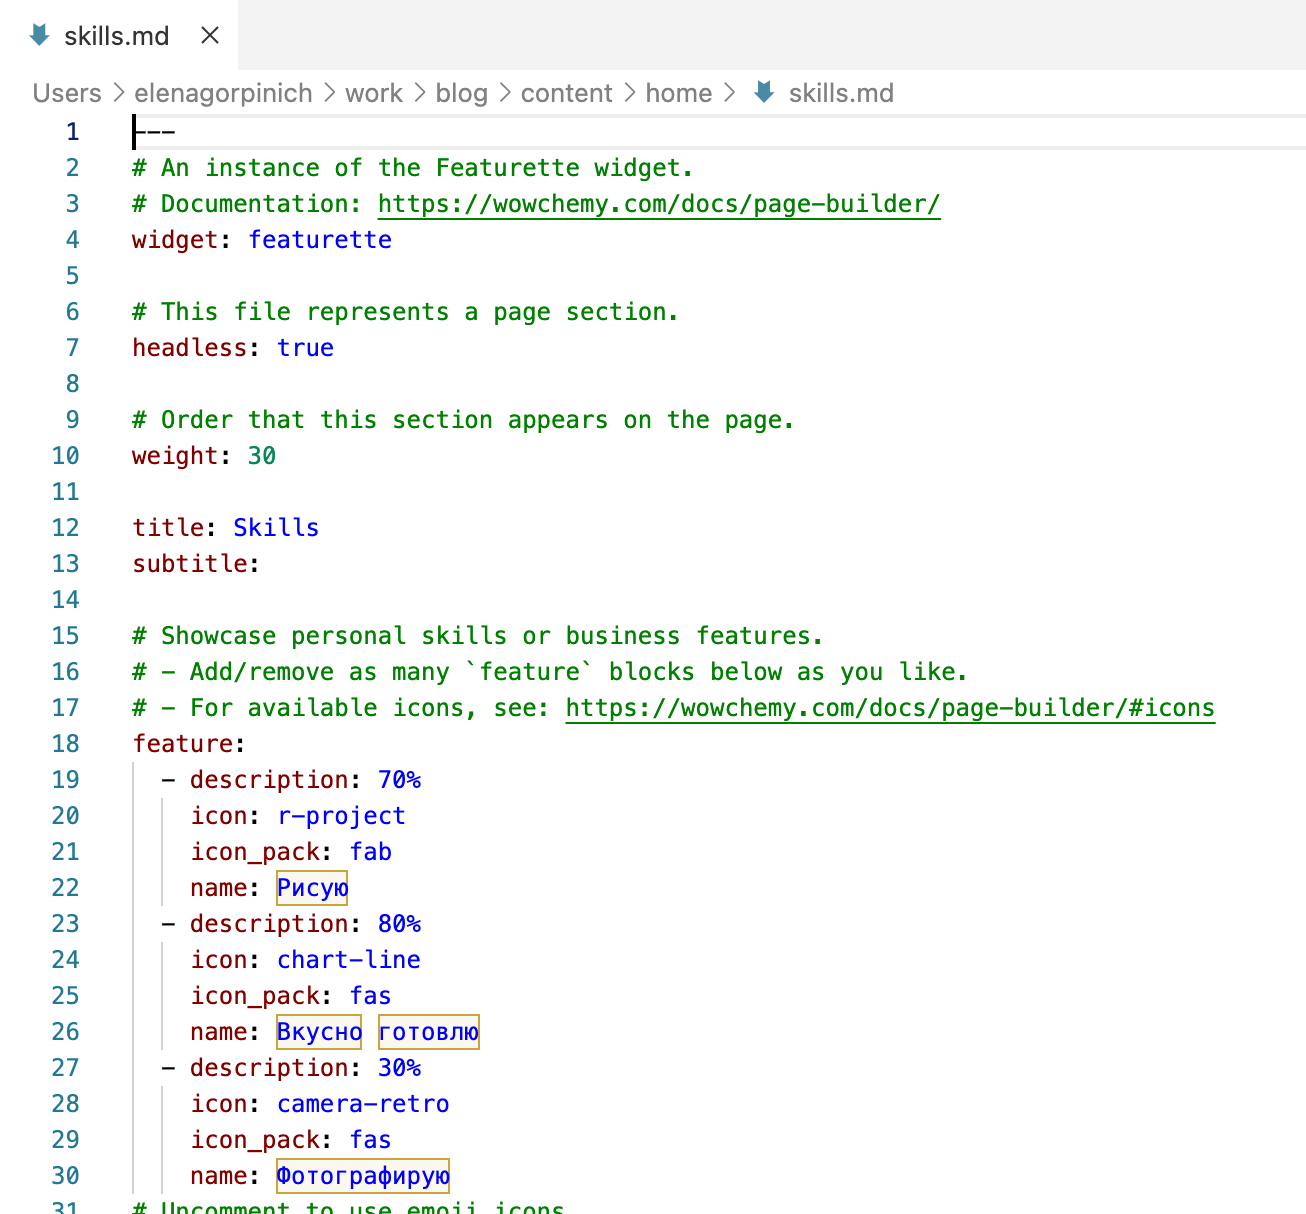 skills.md
Users > elenagorpinich > work > blog > content > home > skills.md
1 ---
2 # An instance of the Featurette widget.
3 # Documentation: https://wowchemy.com/docs/page-builder/
4 widget: featurette
5
6 # This file represents a page section.
7 headless: true
8
9 # Order that this section appears on the page.
10 weight: 30
11
12 title: Skills
13 subtitle:
14
15 # Showcase personal skills or business features.
16 # - Add/remove as many `feature` blocks below as you like.
17 # - For available icons, see: https://wowchemy.com/docs/page-builder/#icons
18 feature:
19   - description: 70%
20     icon: r-project
21     icon_pack: fab
22     name: Рисую
23   - description: 80%
24     icon: chart-line
25     icon_pack: fas
26     name: Вкусно готовлю
27   - description: 30%
28     icon: camera-retro
29     icon_pack: fas
30     name: Фотографирую
31 # Uncomment to use emoji icons.